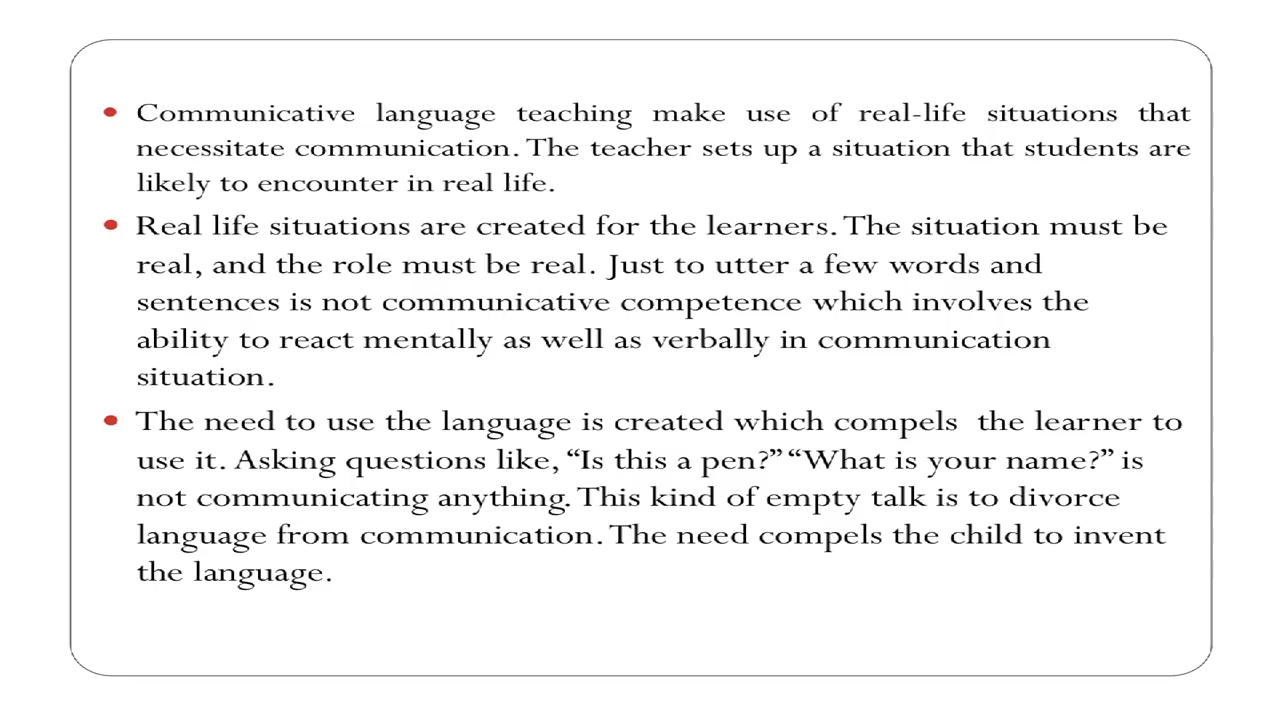 • Communicative language teaching make use of real-life situations that
necessitate communication. The teacher sets up a situation that students are
likely to encounter in real life.
• Real life situations are created for the learners. The situation must be
real, and the role must be real. Just to utter a few words and
sentences is not communicative competence which involves the
ability to react mentally as well as verbally in communication
situation.
• The need to use the language is created which compels  the learner to
use it. Asking questions like, “Is this a pen?” “What is your name?” is
not communicating anything. This kind of empty talk is to divorce
language from communication. The need compels the child to invent
the language.